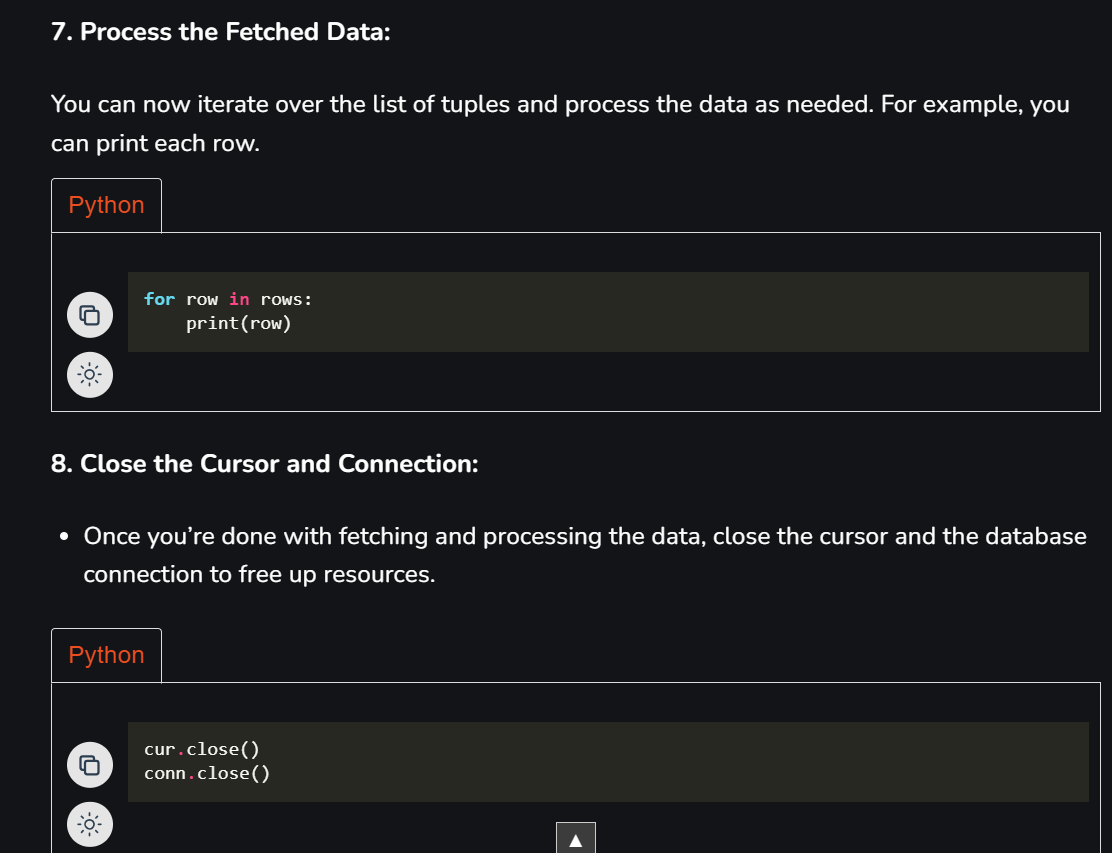 7. Process the Fetched Data:
You can now iterate over the list of tuples and process the data as needed. For example, you
can print each row.
Python
for row in rows:
    print(row)
8. Close the Cursor and Connection:
• Once you’re done with fetching and processing the data, close the cursor and the database
connection to free up resources.
Python
cur.close()
conn.close()